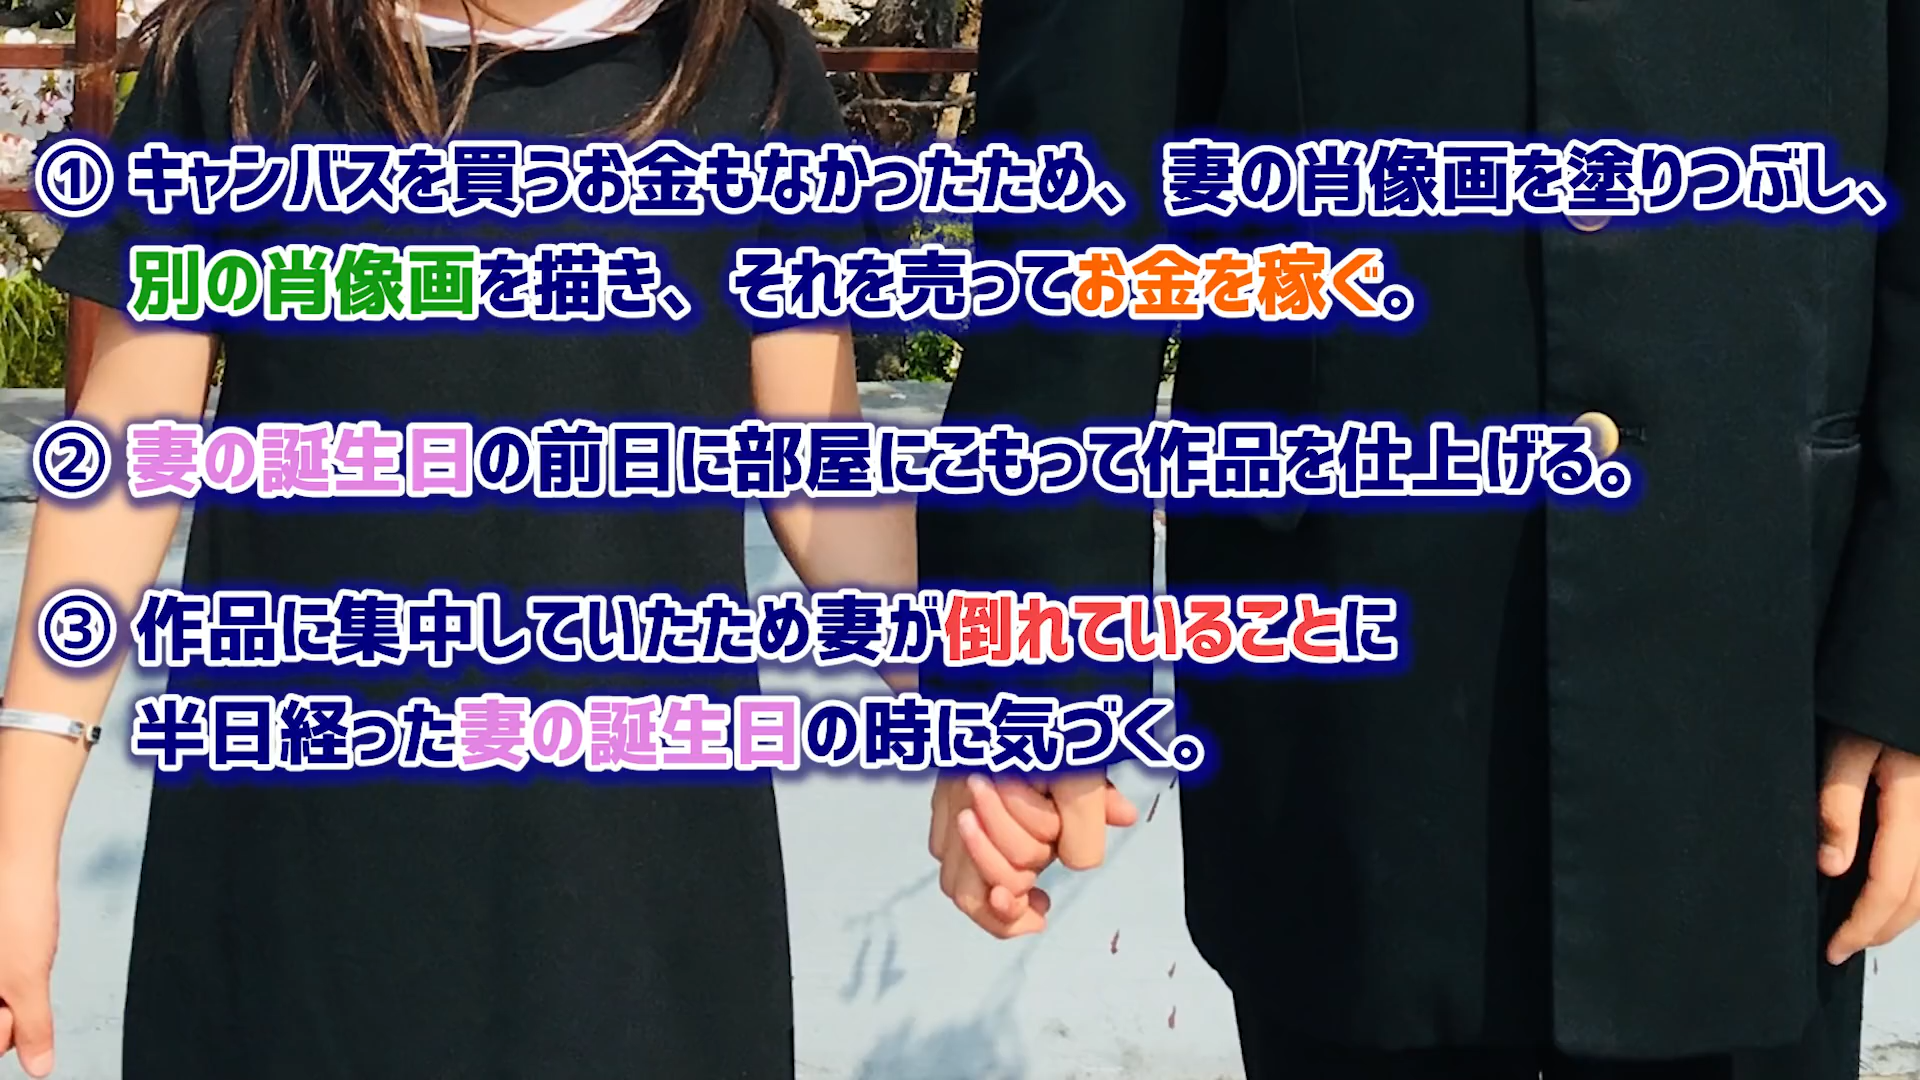 ① キャンバスを買うお金もなかったため、妻の肖像画を塗りつぶし、
別の肖像画を描き、それを売ってお金を稼ぐ。
② 妻の誕生日の前日に部屋にこもって作品を仕上げる。
③ 作品に集中していたため妻が倒れていることに
半日経った妻の誕生日の時に気づく。